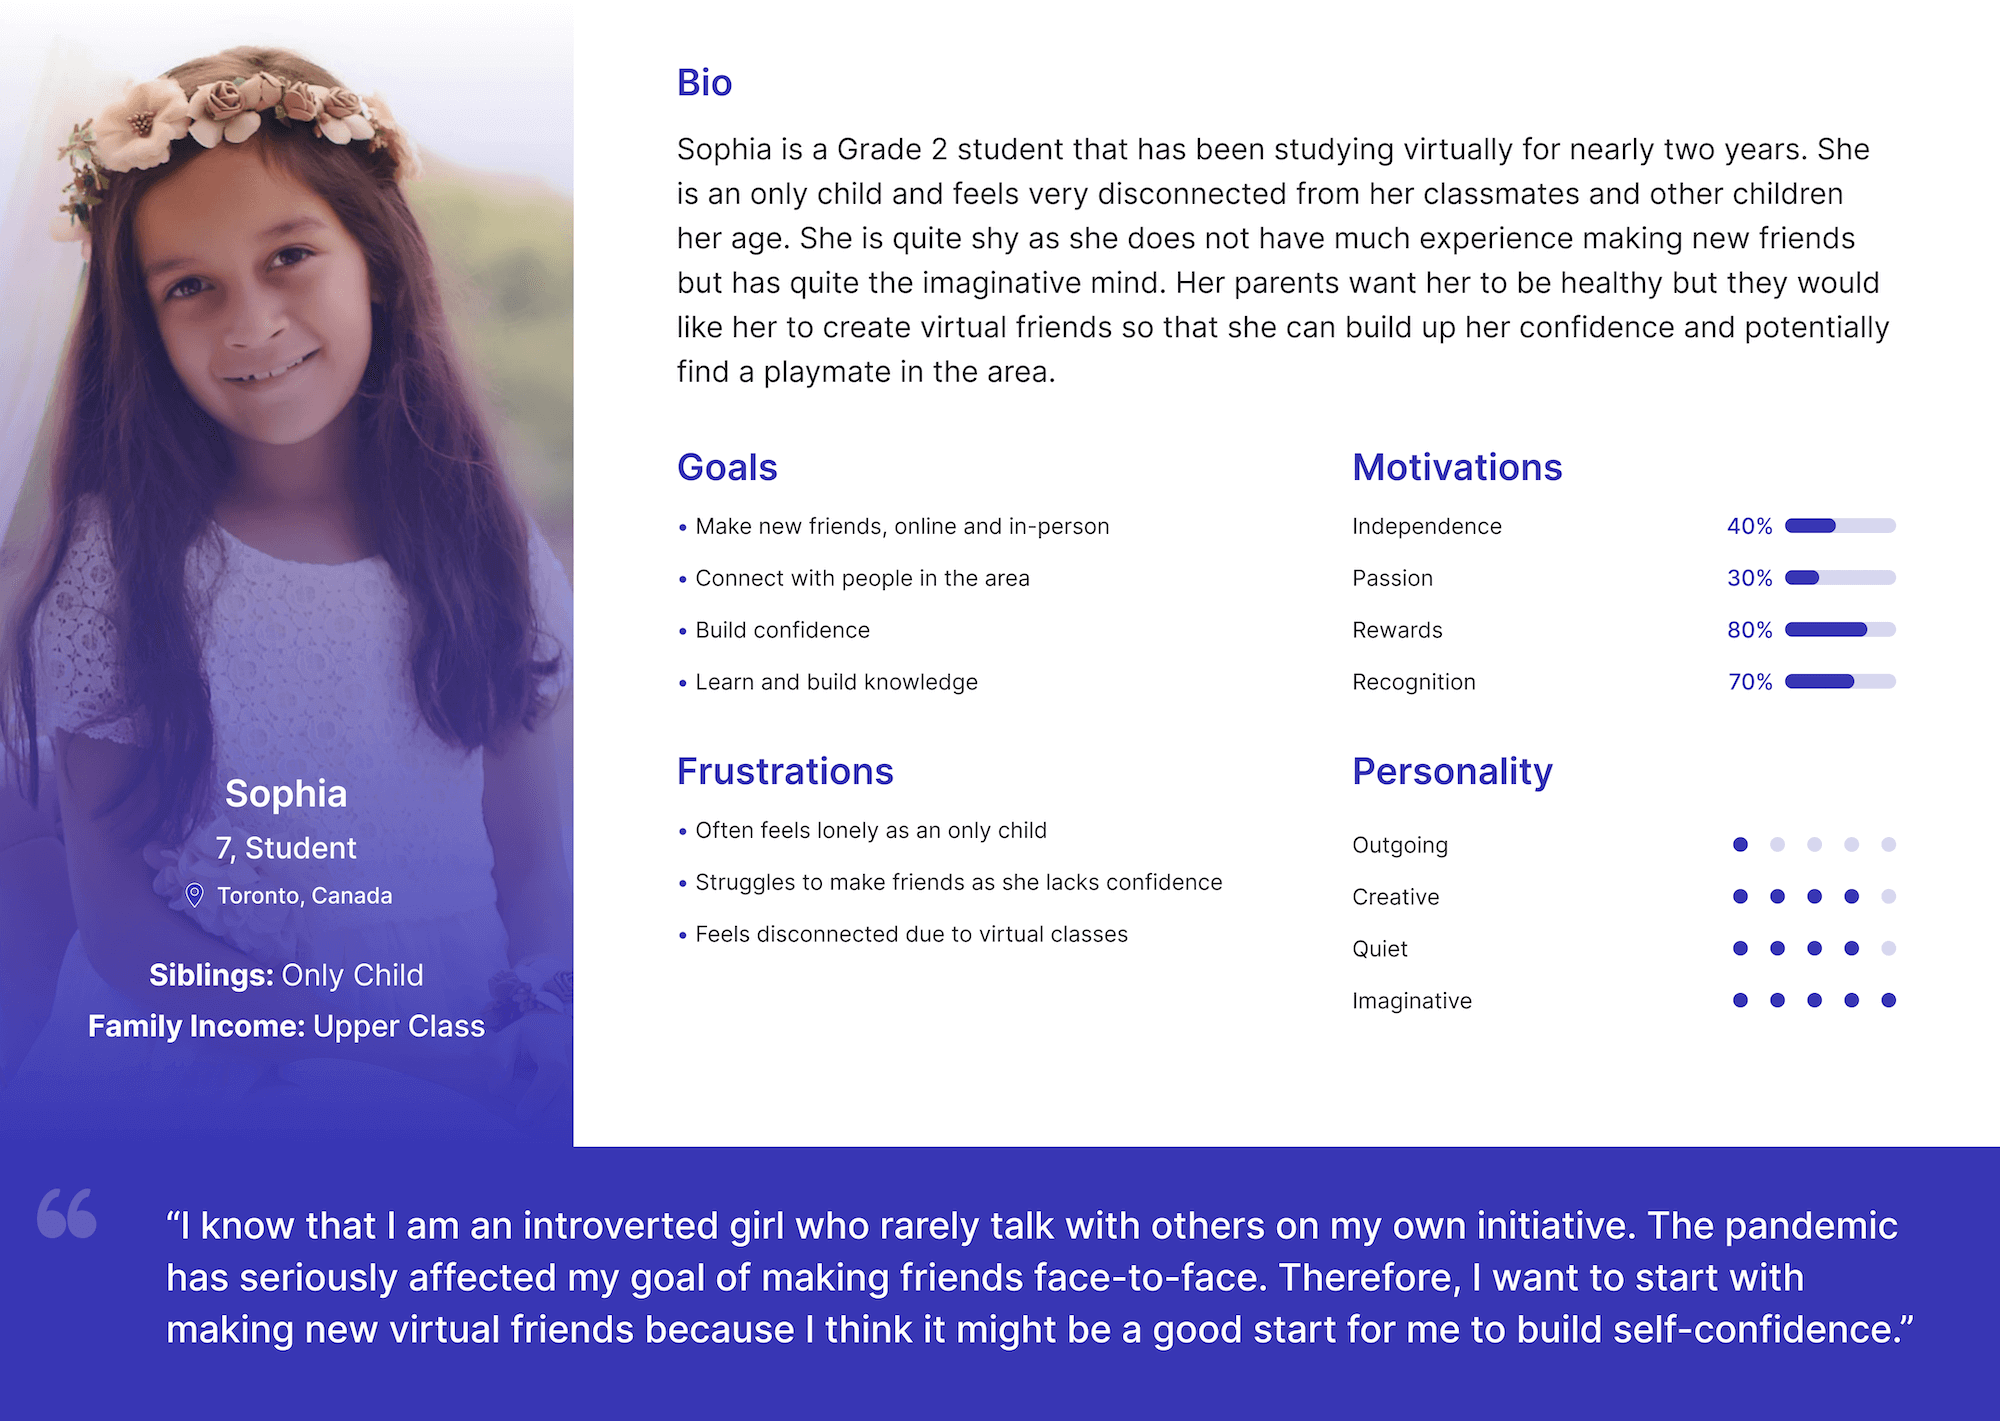 Bio
Sophia is a Grade 2 student that has been studying virtually for nearly two years. She
is an only child and feels very disconnected from her classmates and other children
her age. She is quite shy as she does not have much experience making new friends
but has quite the imaginative mind. Her parents want her to be healthy but they would
like her to create virtual friends so that she can build up her confidence and potentially
find a playmate in the area.
Goals
• Make new friends, online and in-person
• Connect with people in the area
• Build confidence
• Learn and build knowledge
Motivations
Independence 40%
Passion 30%
Rewards 80%
Recognition 70%
Frustrations
• Often feels lonely as an only child
• Struggles to make friends as she lacks confidence
• Feels disconnected due to virtual classes
Personality
Outgoing
Creative
Quiet
Imaginative
Sophia
7, Student
Toronto, Canada
Siblings: Only Child
Family Income: Upper Class
“I know that I am an introverted girl who rarely talk with others on my own initiative. The pandemic
has seriously affected my goal of making friends face-to-face. Therefore, I want to start with
making new virtual friends because I think it might be a good start for me to build self-confidence.”